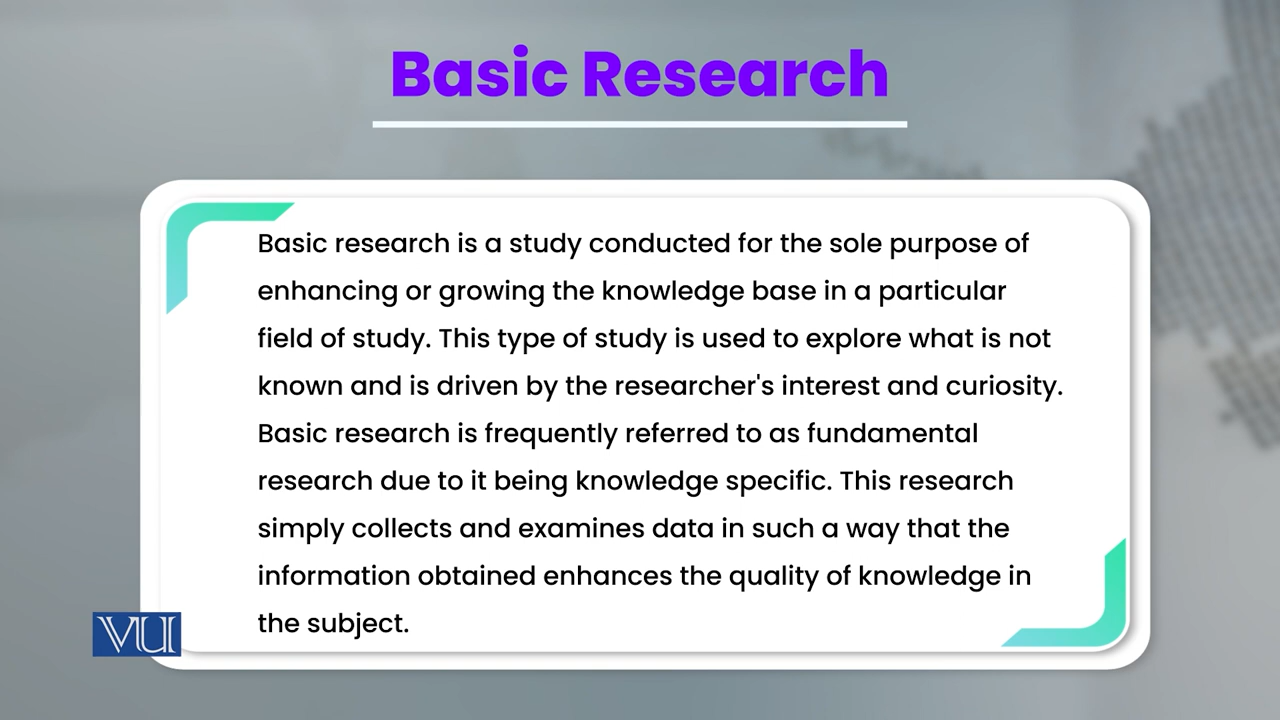 Basic Research
Basic research is a study conducted for the sole purpose of
enhancing or growing the knowledge base in a particular
field of study. This type of study is used to explore what is not
known and is driven by the researcher's interest and curiosity.
Basic research is frequently referred to as fundamental
research due to it being knowledge specific. This research
simply collects and examines data in such a way that the
information obtained enhances the quality of knowledge in
the subject.
VU